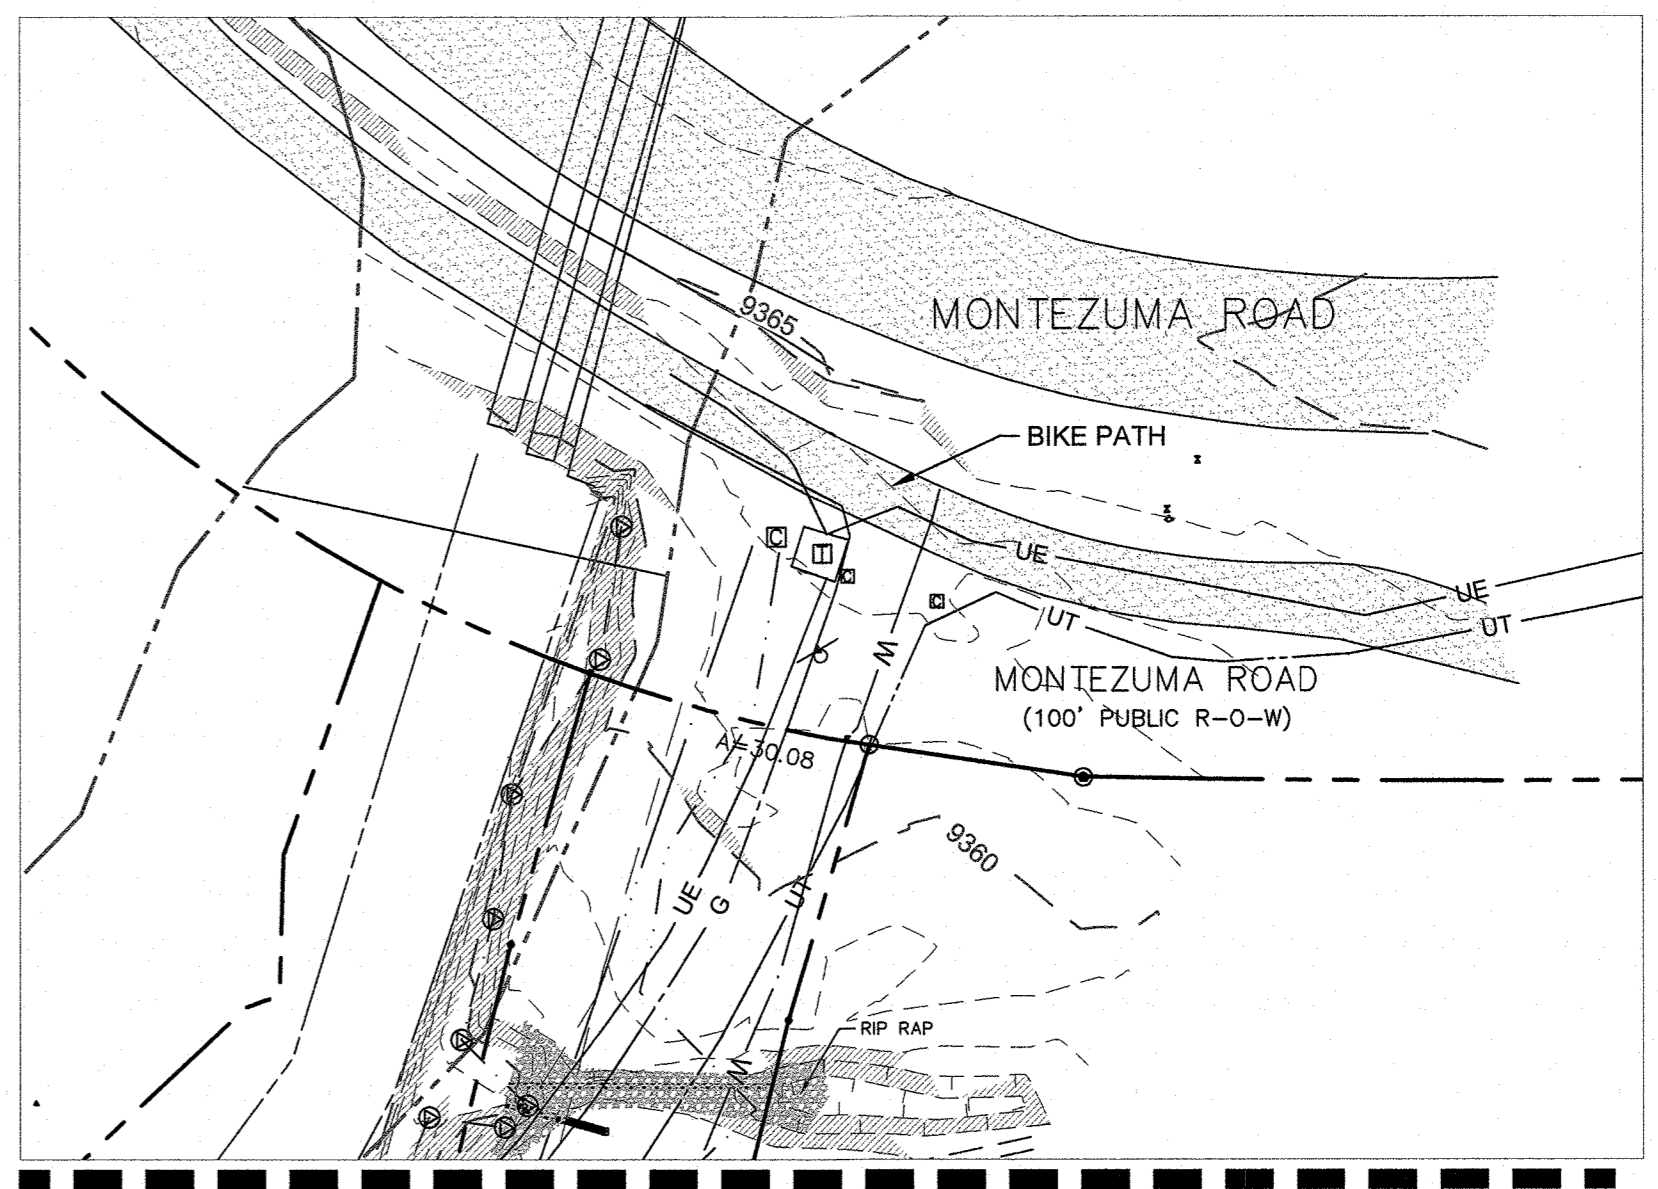 9365
MONTEZUMA ROAD
BIKE PATH
C
T
C
C
UE
UE
UT
UT
W
MONTEZUMA ROAD
(100' PUBLIC R-O-W)
A=30.08
9360
UE
G
UT
RIP RAP
W